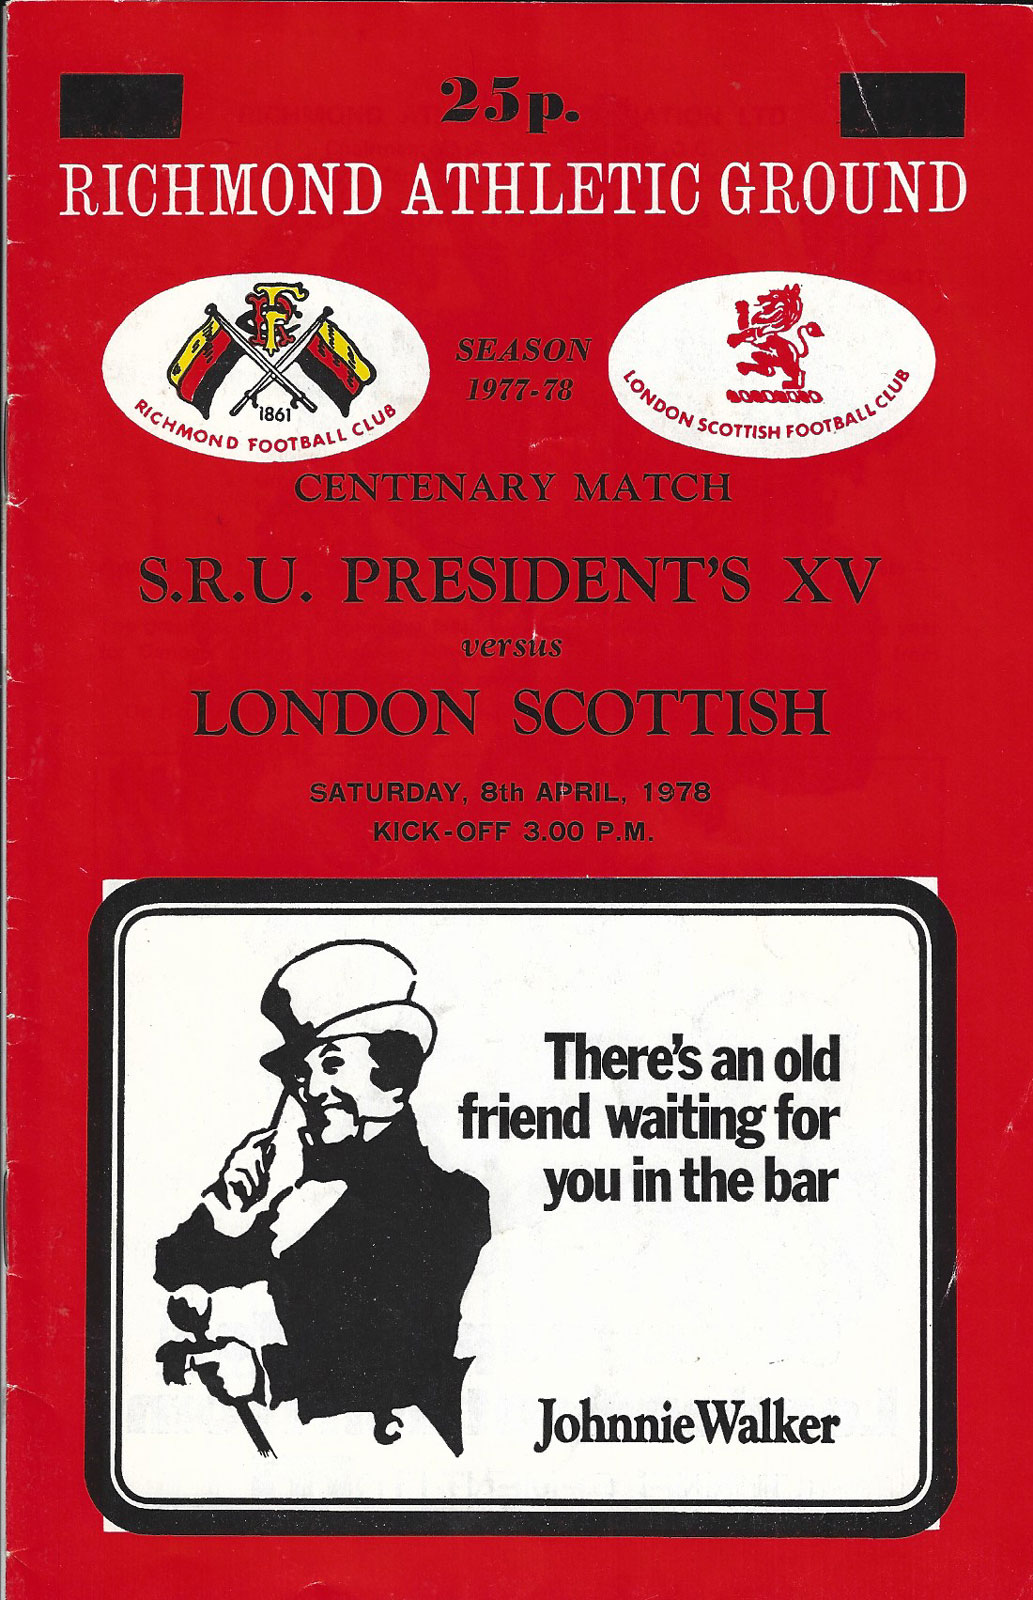 25p.
RICHMOND ATHLETIC GROUND
FRC
1861
RICHMOND FOOTBALL CLUB
SEASON
1977-78
LONDON SCOTTISH FOOTBALL CLUB
CENTENARY MATCH
S.R.U. PRESIDENT'S XV
versus
LONDON SCOTTISH
SATURDAY, 8th APRIL, 1978
KICK-OFF 3.00 P.M.
There's an old
friend waiting for
you in the bar
Johnnie Walker